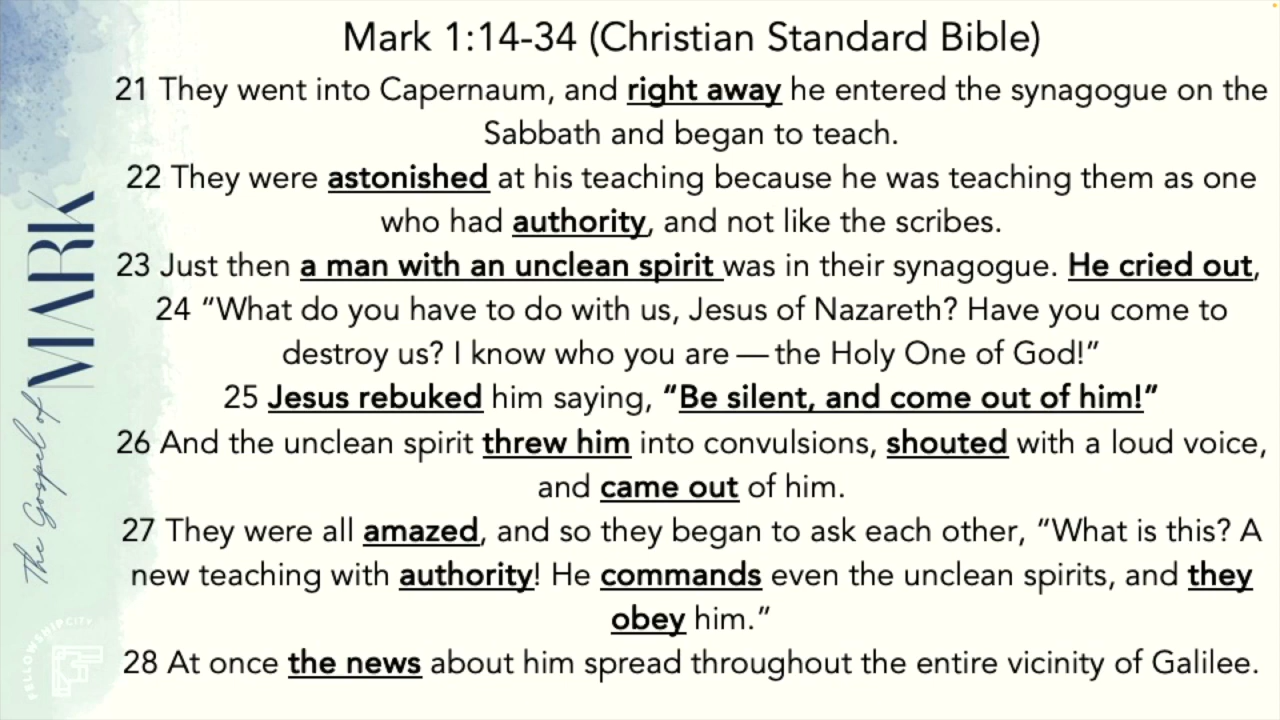 Mark 1:14-34 (Christian Standard Bible)
21 They went into Capernaum, and right away he entered the synagogue on the
Sabbath and began to teach.
22 They were astonished at his teaching because he was teaching them as one
who had authority, and not like the scribes.
23 Just then a man with an unclean spirit was in their synagogue. He cried out,
24 “What do you have to do with us, Jesus of Nazareth? Have you come to
destroy us? I know who you are — the Holy One of God!”
25 Jesus rebuked him saying, “Be silent, and come out of him!”
26 And the unclean spirit threw him into convulsions, shouted with a loud voice,
and came out of him.
27 They were all amazed, and so they began to ask each other, “What is this? A
new teaching with authority! He commands even the unclean spirits, and they
obey him.”
28 At once the news about him spread throughout the entire vicinity of Galilee.
The Gospel of
MARK
FELLOWSHIP CITY